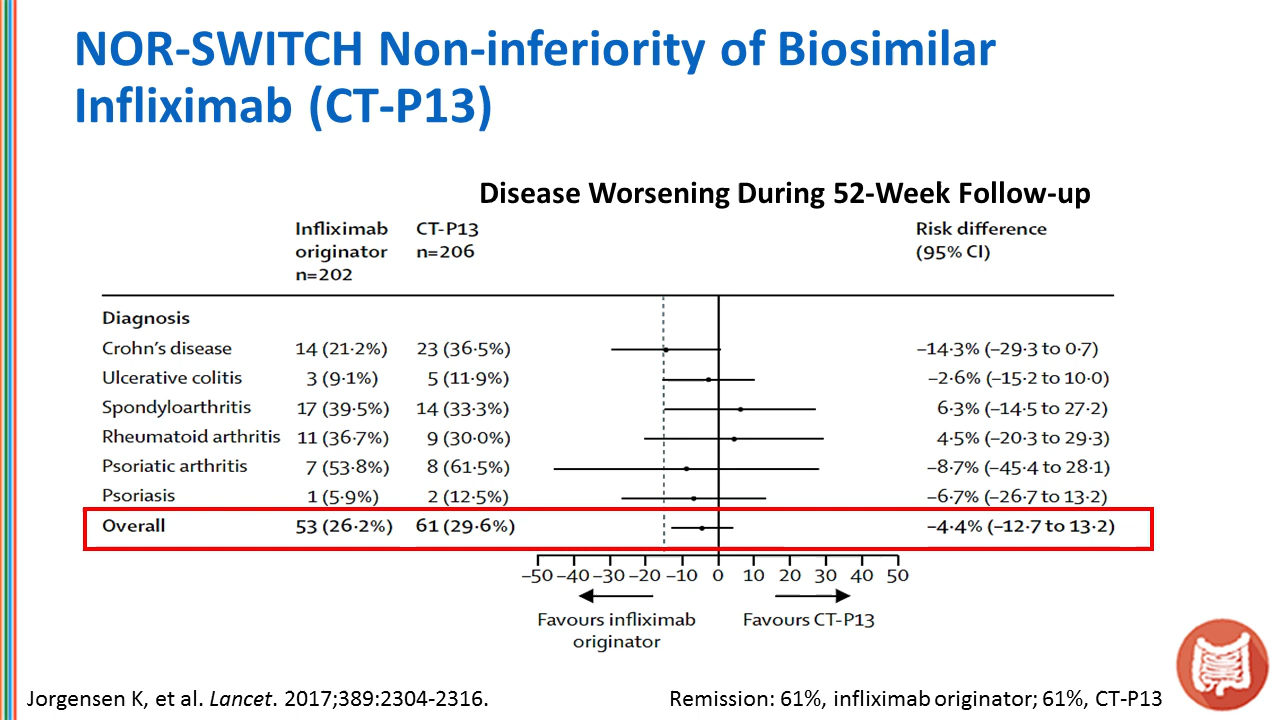 NOR-SWITCH Non-inferiority of Biosimilar
Infliximab (CT-P13)
Disease Worsening During 52-Week Follow-up
Infliximab originator n=202 CT-P13 n=206 Risk difference (95% CI)
Diagnosis
Crohn's disease 14 (21·2%) 23 (36·5%) –14·3% (–29·3 to 0·7)
Ulcerative colitis 3 (9·1%) 5 (11·9%) –2·6% (–15·2 to 10·0)
Spondyloarthritis 17 (39·5%) 14 (33·3%) 6·3% (–14·5 to 27·2)
Rheumatoid arthritis 11 (36·7%) 9 (30·0%) 4·5% (–20·3 to 29·3)
Psoriatic arthritis 7 (53·8%) 8 (61·5%) –8·7% (–45·4 to 28·1)
Psoriasis 1 (5·9%) 2 (12·5%) –6·7% (–26·7 to 13·2)
Overall 53 (26·2%) 61 (29·6%) –4·4% (–12·7 to 13·2)
–50 –40 –30 –20 –10 0 10 20 30 40 50
Favours infliximab originator Favours CT-P13
Jorgensen K, et al. Lancet. 2017;389:2304-2316. Remission: 61%, infliximab originator; 61%, CT-P13